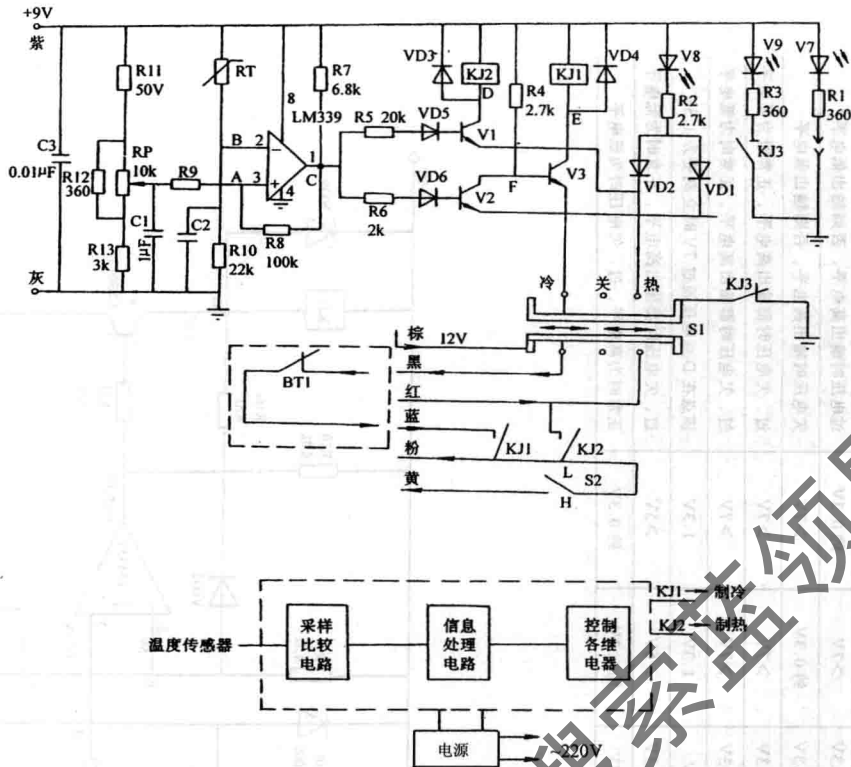 +9V
紫
R11
50V
RT
8
R7
6.8k
LM339
VD3
KJ2
D
R4
2.7k
KJ1
VD4
E
V8
R2
2.7k
V9
R3
360
V7
R1
360
C3
0.01μF
R12
360
RP
10k
R9
B
2
A
3
1
C
14
R5 20k
VD5
V1
VD6
R6
2k
V2
F
V3
VD2
VD1
KJ3
C1
1μF
C2
R8
100k
R13
3k
R10
22k
灰
冷
关
热
KJ3
S1
棕
12V
黑
BT1
红
蓝
KJ1
KJ2
粉
L
S2
黄
H
温度传感器
采样
比较
电路
信息
处理
电路
控制
各继
电器
KJ1
制冷
KJ2
制热
电源
~220V
搜索蓝领